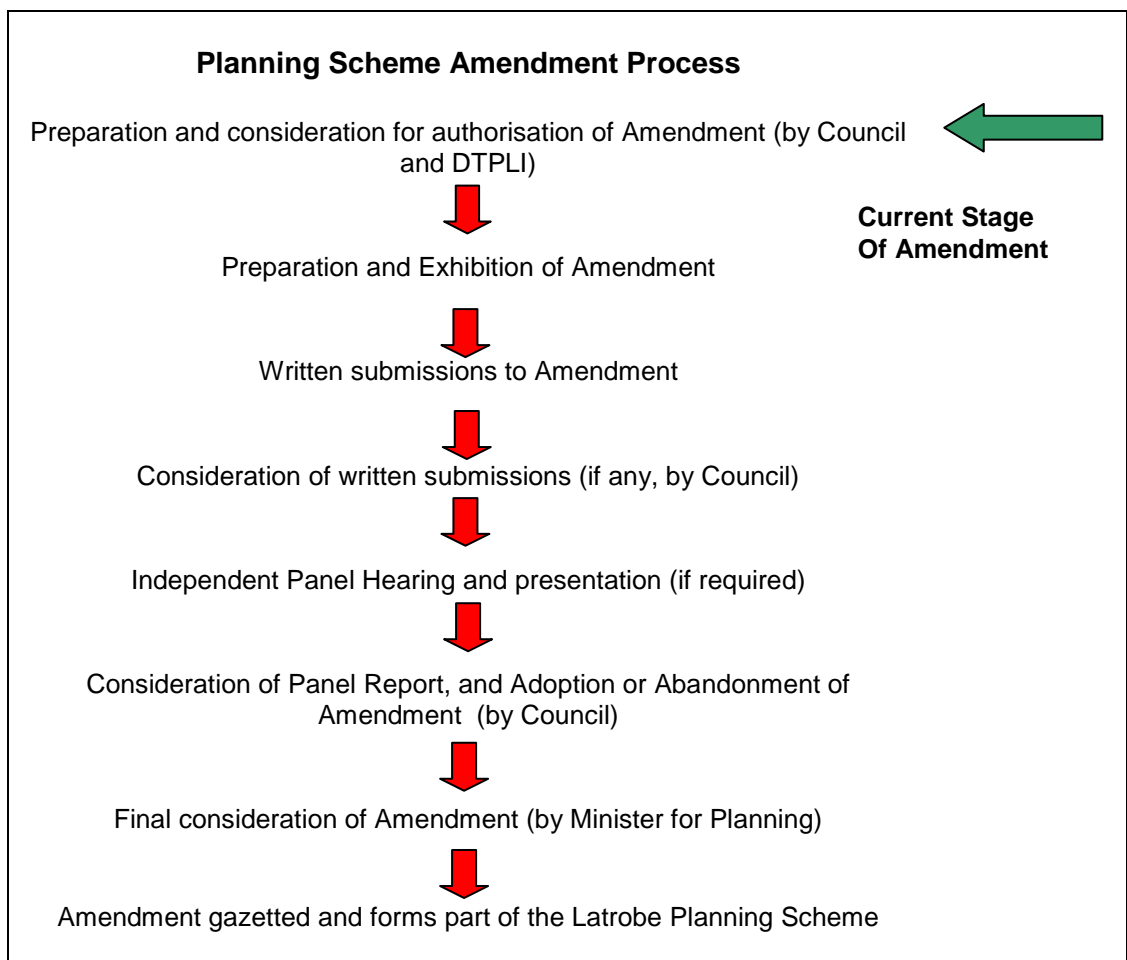 Planning Scheme Amendment Process
Preparation and consideration for authorisation of Amendment (by Council
and DTPLI)
Current Stage
Of Amendment
Preparation and Exhibition of Amendment
Written submissions to Amendment
Consideration of written submissions (if any, by Council)
Independent Panel Hearing and presentation (if required)
Consideration of Panel Report, and Adoption or Abandonment of
Amendment (by Council)
Final consideration of Amendment (by Minister for Planning)
Amendment gazetted and forms part of the Latrobe Planning Scheme